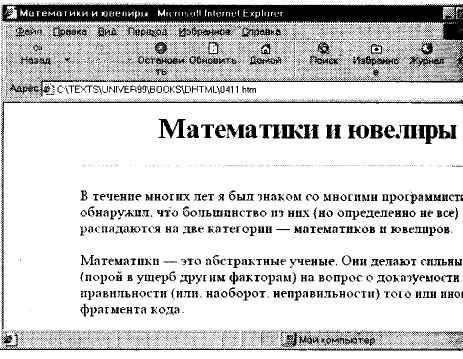 Математики и ювелиры - Microsoft Internet Explorer
Файл Правка Вид Переход Избранное Справка
Назад Останови Обновить Домой Поиск Избранно Журнал
ть е
Адрес C:\TEXTS\UNIVER99\BOOKS\DHTML\0411.htm
Математики и ювелиры
В течение многих лет я был знаком со многими программисти
обнаружил, что большинство из них (но определенно не все)
распадаются на две категории — математиков и ювелиров.
Математики — это абстрактные ученые. Они делают сильны
(порой в ущерб другим факторам) на вопрос о доказуемости
правильности (или, наоборот, неправильности) того или ино
фрагмента кода.
Мой компьютер